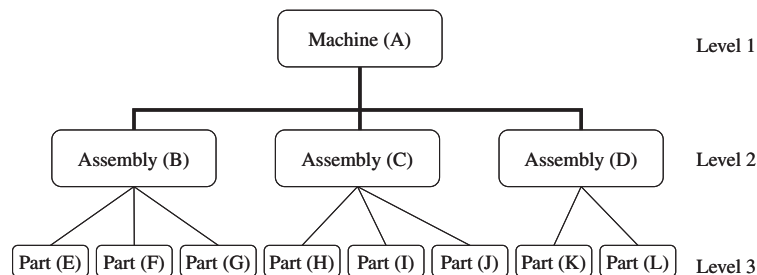 Machine (A)
Level 1
Assembly (B) Assembly (C) Assembly (D) Level 2
Part (E) Part (F) Part (G) Part (H) Part (I) Part (J) Part (K) Part (L) Level 3